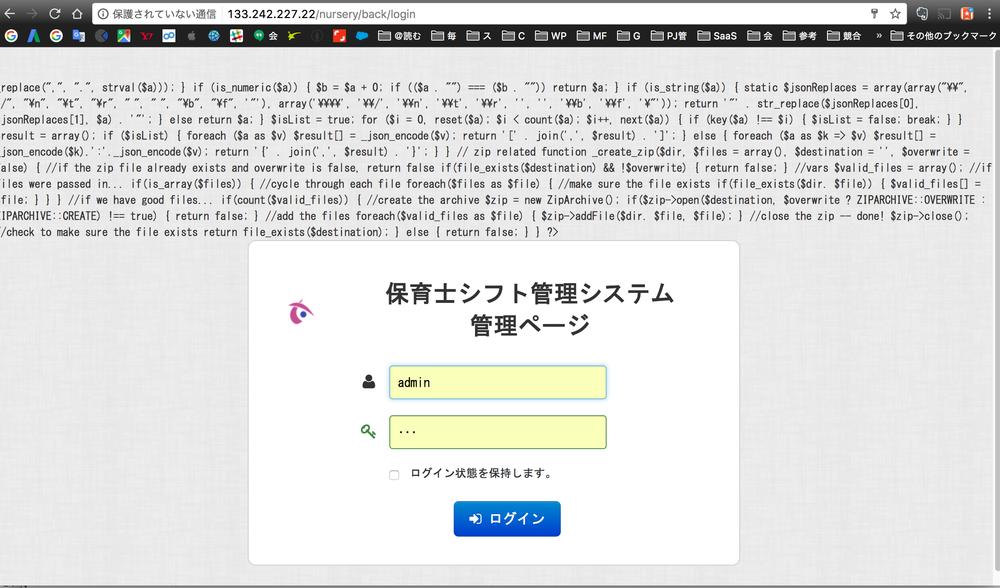 保護されていない通信 | 133.242.227.22/nursery/back/login
会 @読む 毎 ス C WP MF G PJ管 SaaS 会 参考 競合 » その他のブックマーク
_replace(",", ".", strval($a))); } if (is_numeric($a)) { $b = $a + 0; if (($a . "") === ($b . "")) return $a; } if (is_string($a)) { static $jsonReplaces = array(array("¥¥",
"/", "¥n", "¥t", "¥r", " ", " ", "¥b", "¥f", '"'), array('¥¥¥¥', '¥¥/', '¥¥n', '¥¥t', '¥¥r', '', '', '¥¥b', '¥¥f', '¥"')); return '"' . str_replace($jsonReplaces[0],
jsonReplaces[1], $a) . '"'; } else return $a; } $isList = true; for ($i = 0, reset($a); $i < count($a); $i++, next($a)) { if (key($a) !== $i) { $isList = false; break; } }
result = array(); if ($isList) { foreach ($a as $v) $result[] = _json_encode($v); return '[' . join(',', $result) . ']'; } else { foreach ($a as $k => $v) $result[] =
_json_encode($k).':'._json_encode($v); return '{' . join(',', $result) . '}'; } } // zip related function _create_zip($dir, $files = array(), $destination = '', $overwrite =
alse) { //if the zip file already exists and overwrite is false, return false if(file_exists($destination) && !$overwrite) { return false; } //vars $valid_files = array(); //if
iles were passed in... if(is_array($files)) { //cycle through each file foreach($files as $file) { //make sure the file exists if(file_exists($dir. $file)) { $valid_files[] =
file; } } } //if we have good files... if(count($valid_files)) { //create the archive $zip = new ZipArchive(); if($zip->open($destination, $overwrite ? ZIPARCHIVE::OVERWRITE :
IPARCHIVE::CREATE) !== true) { return false; } //add the files foreach($valid_files as $file) { $zip->addFile($dir. $file, $file); } //close the zip -- done! $zip->close();
//check to make sure the file exists return file_exists($destination); } else { return false; } } ?>
保育士シフト管理システム
管理ページ
admin
ログイン状態を保持します。
ログイン